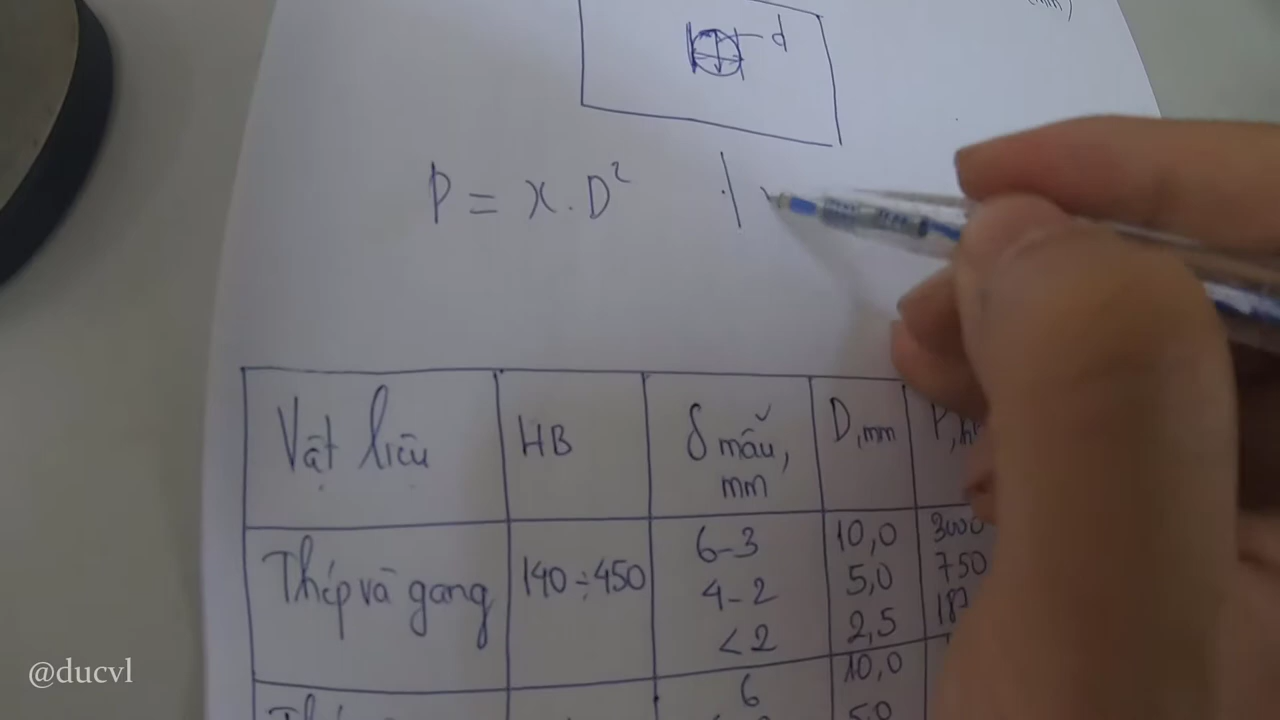 (mm)
d
P = x.D²
Vật liệu HB δ mẫu, mm D,mm
Thép và gang 140÷450
6-3 10,0 3000
4-2 5,0 750
<2 2,5
6 10,0
5,0
@ducvl